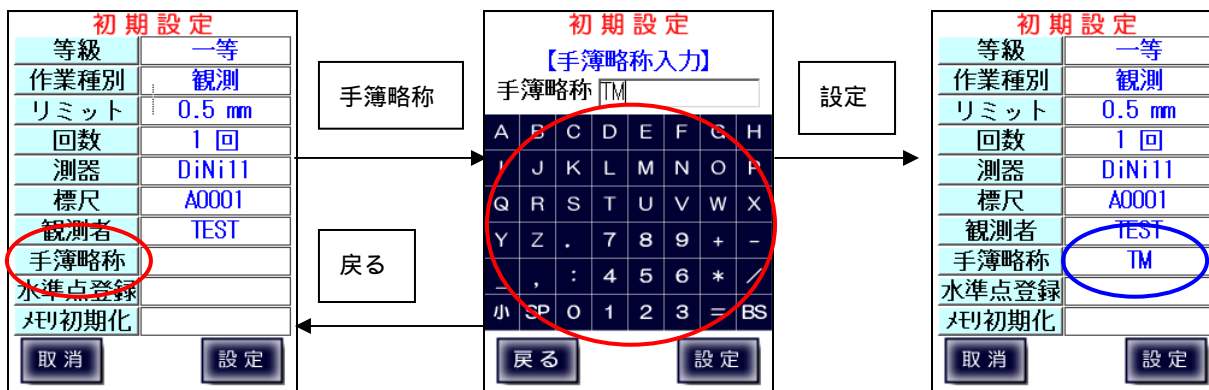 初期設定
等級 一等
作業種別 観測
リミット 0.5 mm
回数 1 回
測器 DiNi11
標尺 A0001
観測者 TEST
手簿略称
水準点登録
ﾒﾓﾘ初期化
取消 設定
手簿略称
戻る
初期設定
【手簿略称入力】
手簿略称 TM
A B C D E F G H
I J K L M N O P
Q R S T U V W X
Y Z . 7 8 9 + -
_ , : 4 5 6 * /
小 SP 0 1 2 3 = BS
戻る 設定
設定
初期設定
等級 一等
作業種別 観測
リミット 0.5 mm
回数 1 回
測器 DiNi11
標尺 A0001
観測者 TEST
手簿略称 TM
水準点登録
ﾒﾓﾘ初期化
取消 設定